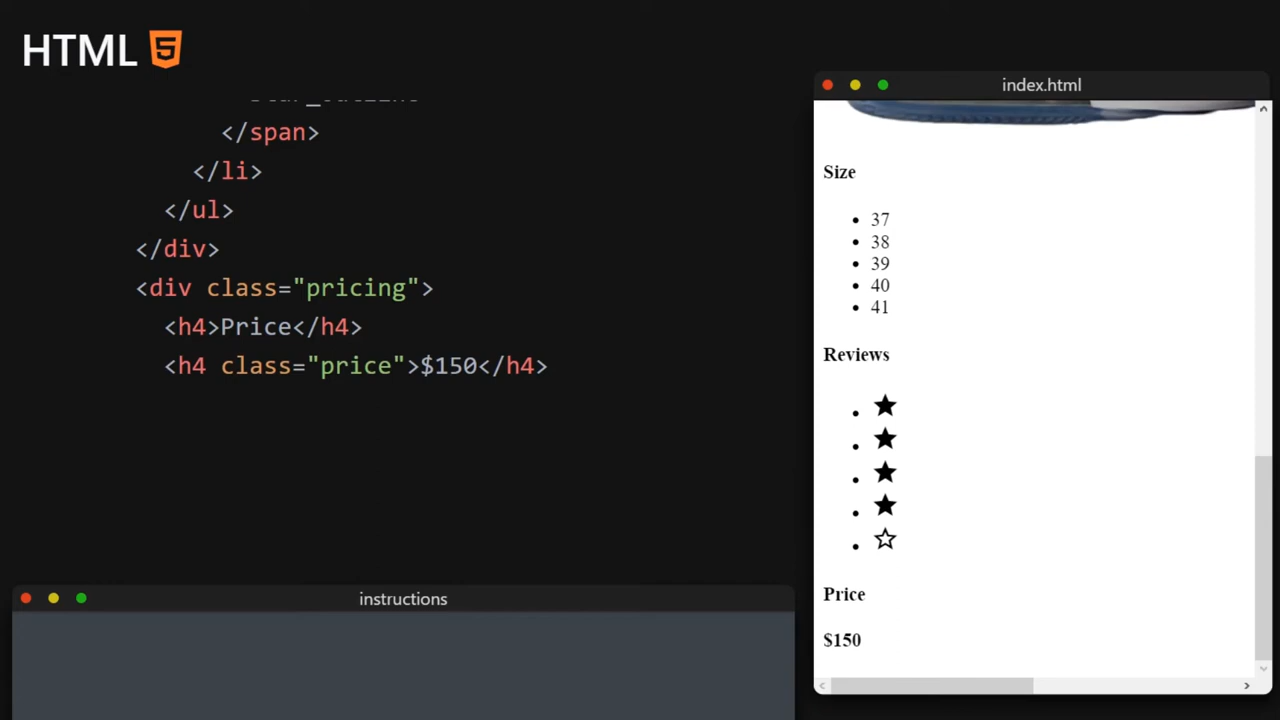 HTML 5
</span>
</li>
</ul>
</div>
<div class="pricing">
<h4>Price</h4>
<h4 class="price">$150</h4>
instructions
index.html
Size
37
38
39
40
41
Reviews
Price
$150